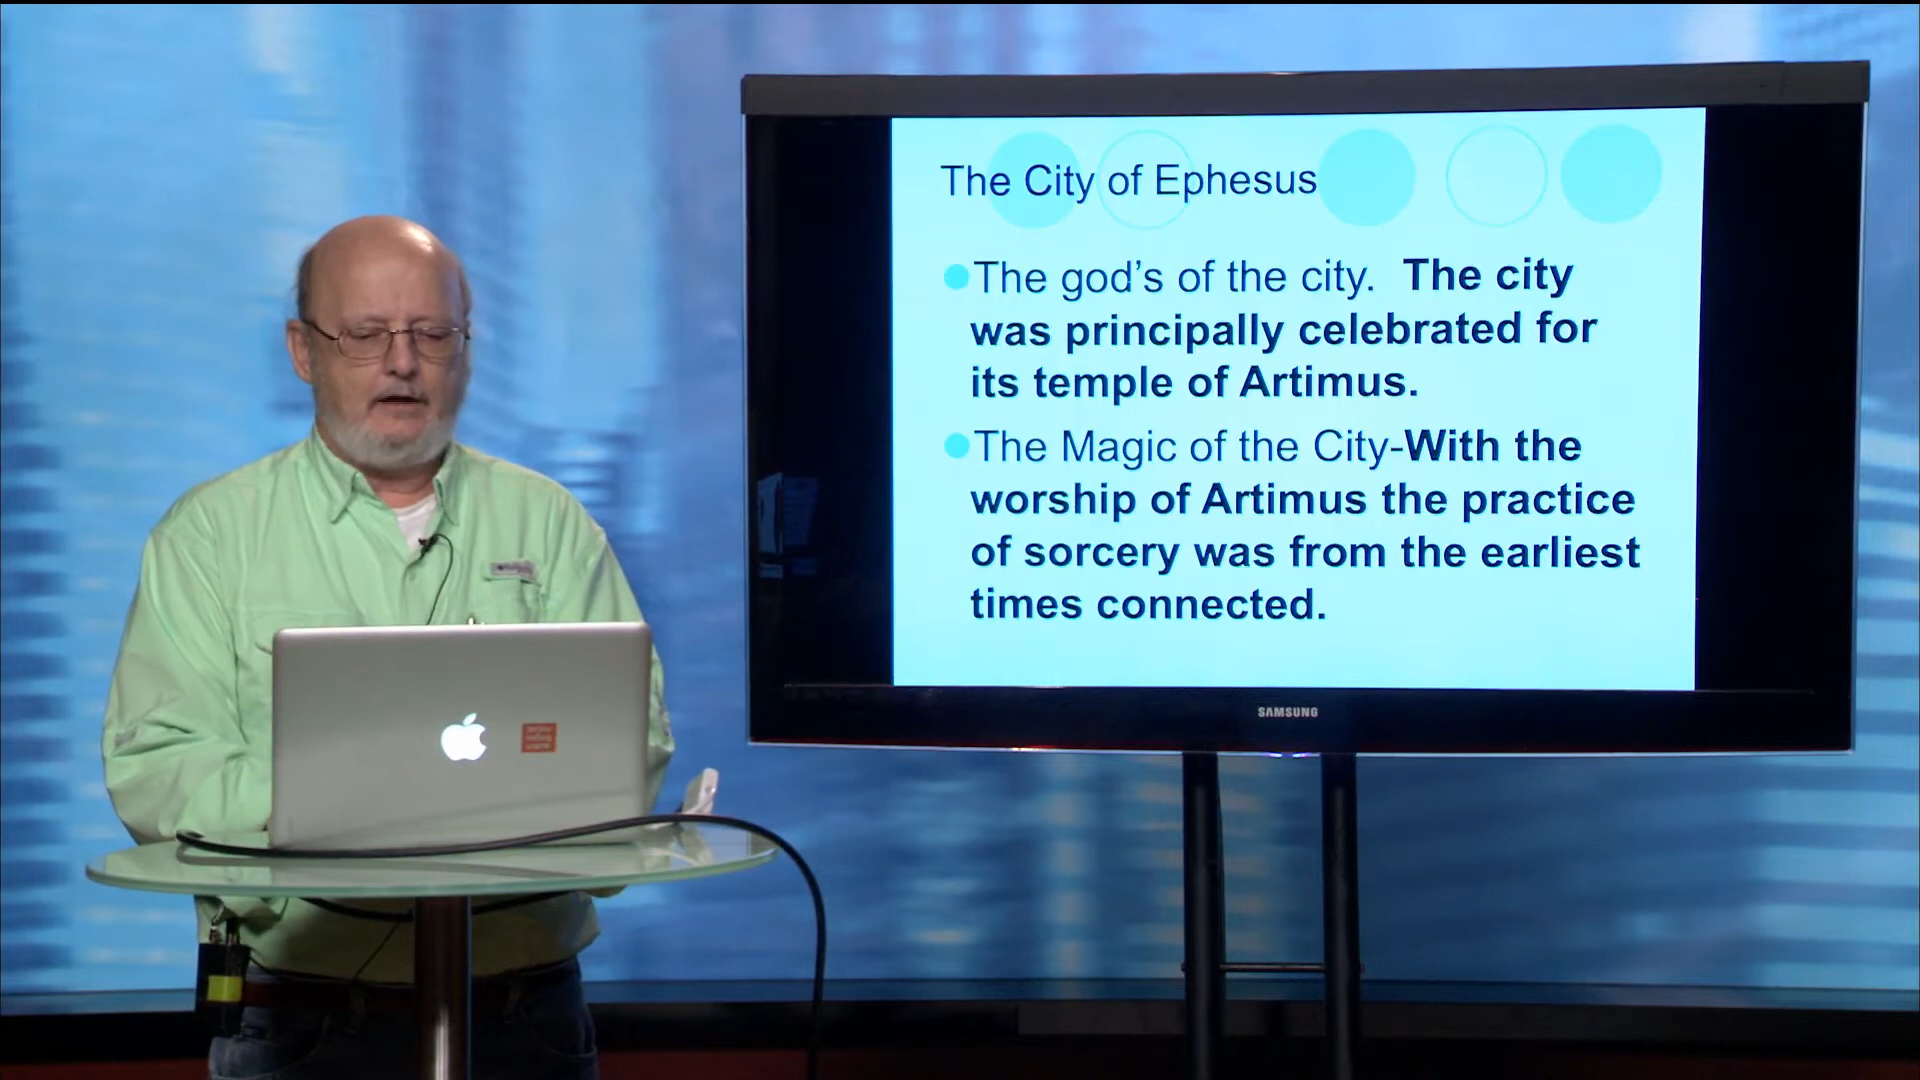 The City of Ephesus
The god's of the city. The city
was principally celebrated for
its temple of Artimus.
The Magic of the City-With the
worship of Artimus the practice
of sorcery was from the earliest
times connected.
SAMSUNG